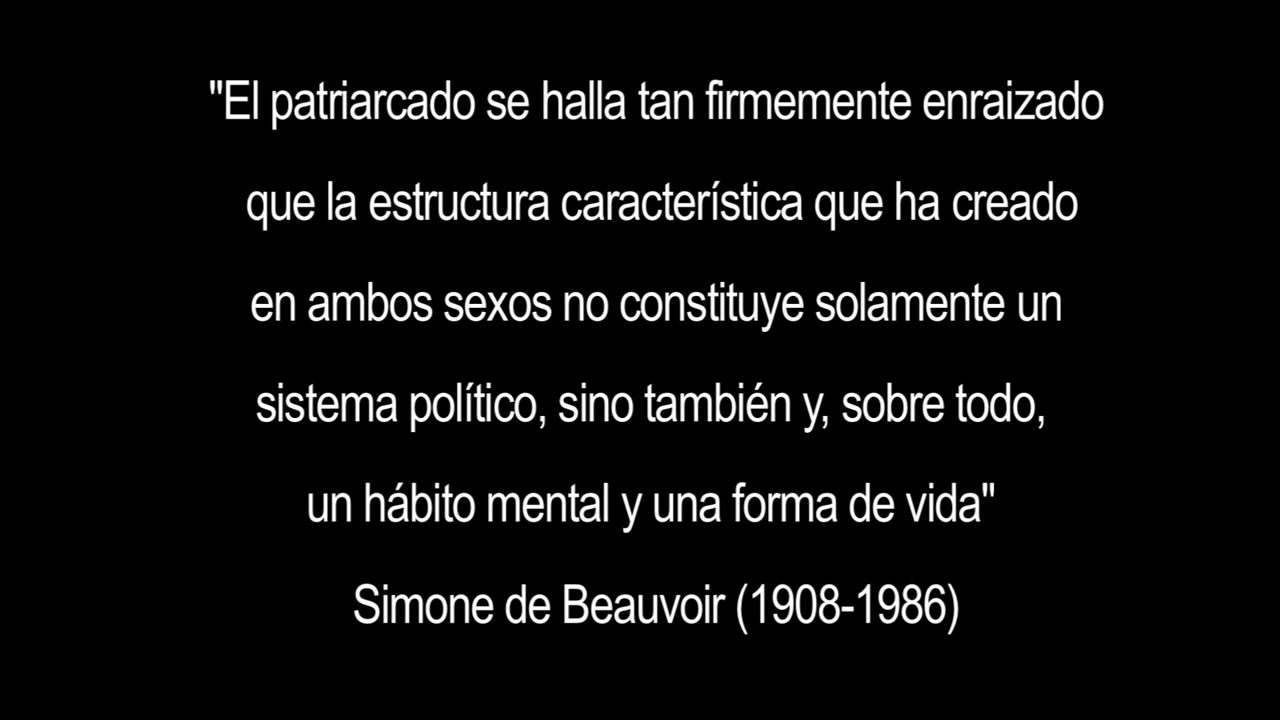 "El patriarcado se halla tan firmemente enraizado
que la estructura característica que ha creado
en ambos sexos no constituye solamente un
sistema político, sino también y, sobre todo,
un hábito mental y una forma de vida"
Simone de Beauvoir (1908-1986)